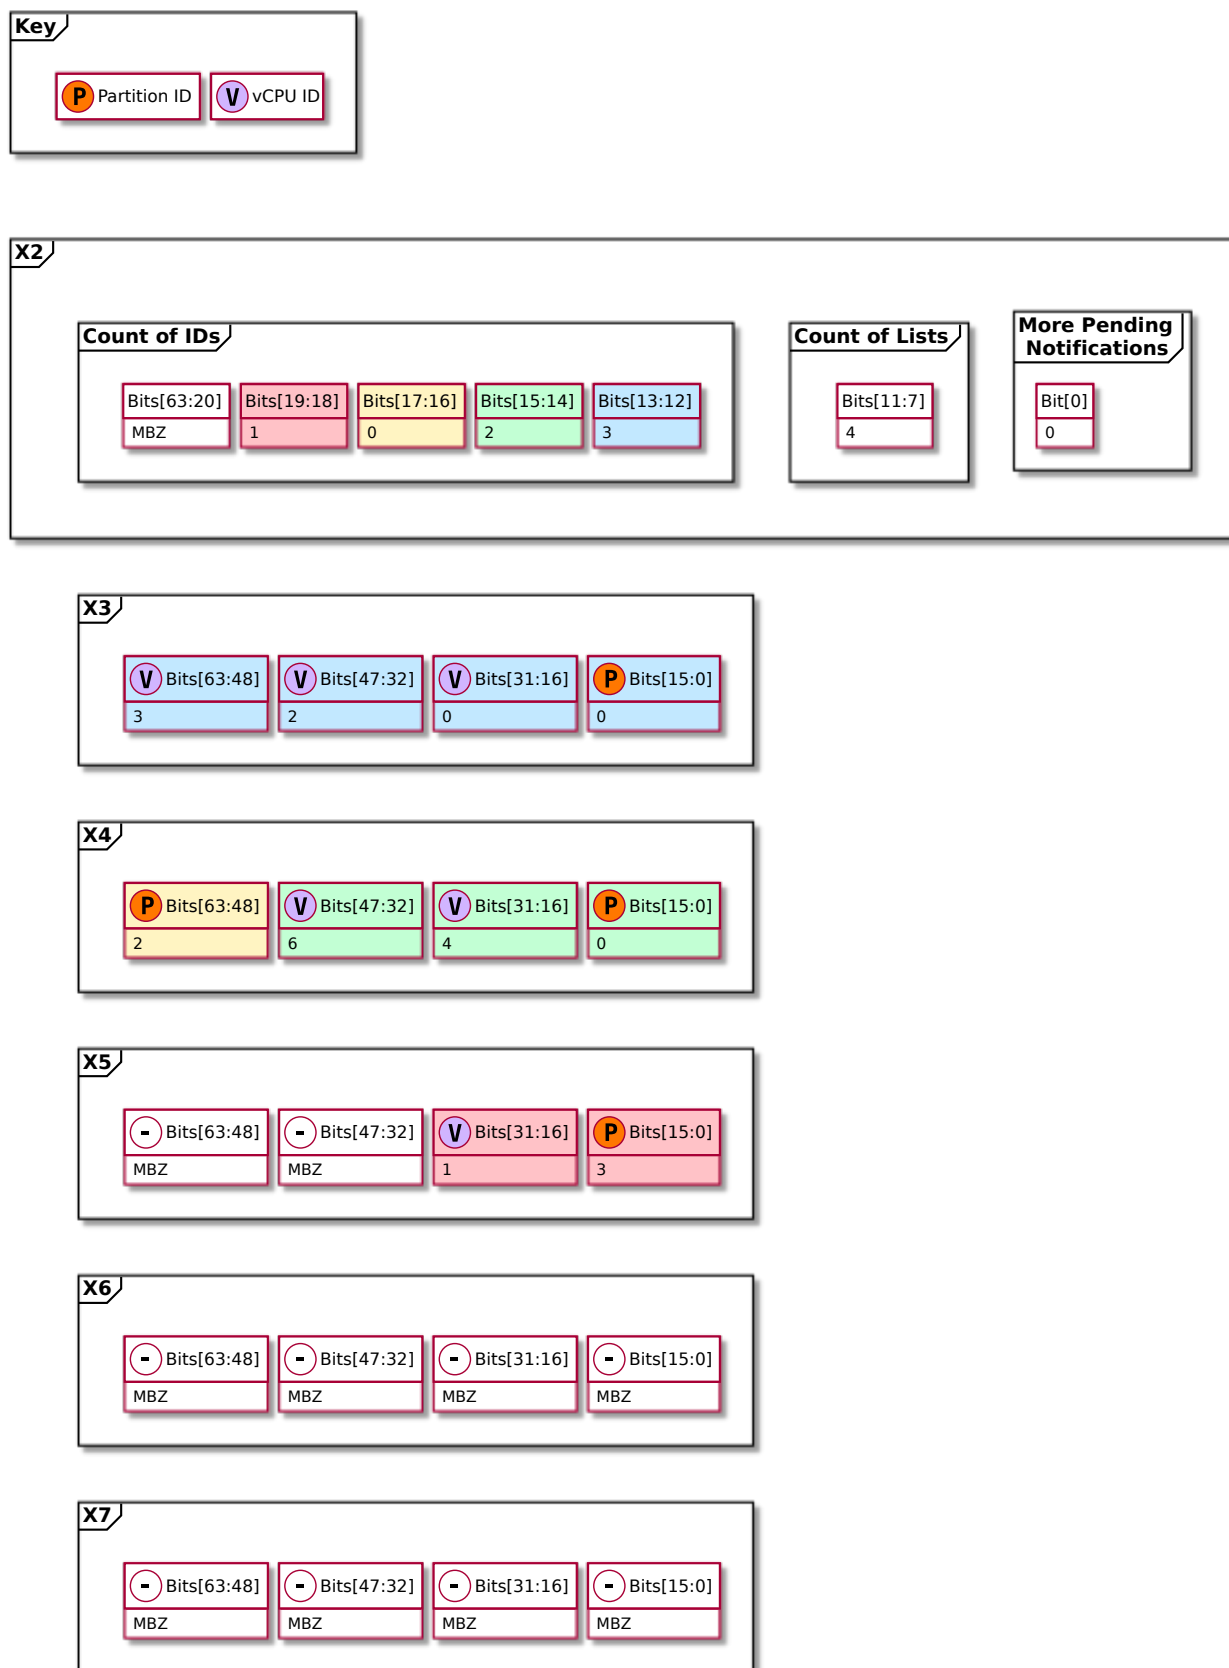 Key
P Partition ID V vCPU ID
X2
Count of IDs
Bits[63:20] Bits[19:18] Bits[17:16] Bits[15:14] Bits[13:12]
MBZ 1 0 2 3
Count of Lists
Bits[11:7]
4
More Pending
Notifications
Bit[0]
0
X3
V Bits[63:48] V Bits[47:32] V Bits[31:16] P Bits[15:0]
3 2 0 0
X4
P Bits[63:48] V Bits[47:32] V Bits[31:16] P Bits[15:0]
2 6 4 0
X5
- Bits[63:48] - Bits[47:32] V Bits[31:16] P Bits[15:0]
MBZ MBZ 1 3
X6
- Bits[63:48] - Bits[47:32] - Bits[31:16] - Bits[15:0]
MBZ MBZ MBZ MBZ
X7
- Bits[63:48] - Bits[47:32] - Bits[31:16] - Bits[15:0]
MBZ MBZ MBZ MBZ